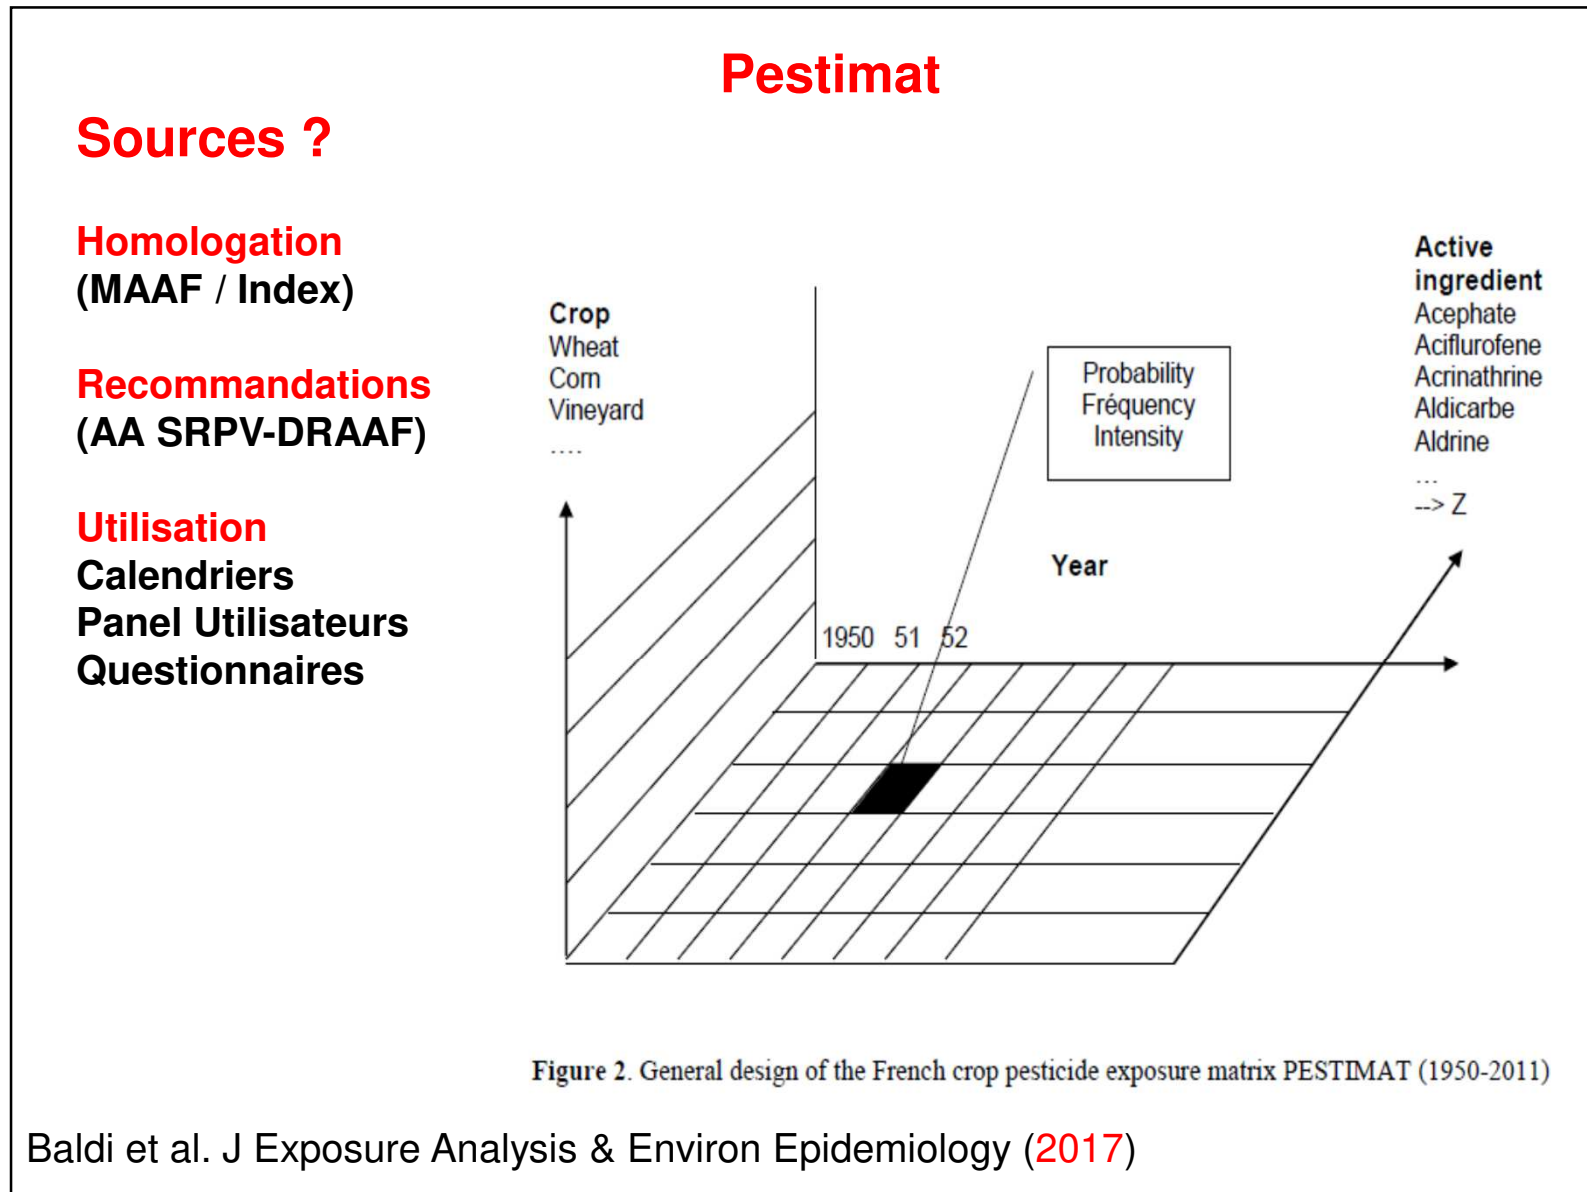 Pestimat
Sources ?
Homologation
(MAAF / Index)
Recommandations
(AA SRPV-DRAAF)
Utilisation
Calendriers
Panel Utilisateurs
Questionnaires
Crop
Wheat
Corn
Vineyard
....
Probability
Fréquency
Intensity
Active
ingredient
Acephate
Aciflurofene
Acrinathrine
Aldicarbe
Aldrine
...
--> Z
Year
1950 51 52
Figure 2. General design of the French crop pesticide exposure matrix PESTIMAT (1950-2011)
Baldi et al. J Exposure Analysis & Environ Epidemiology (2017)